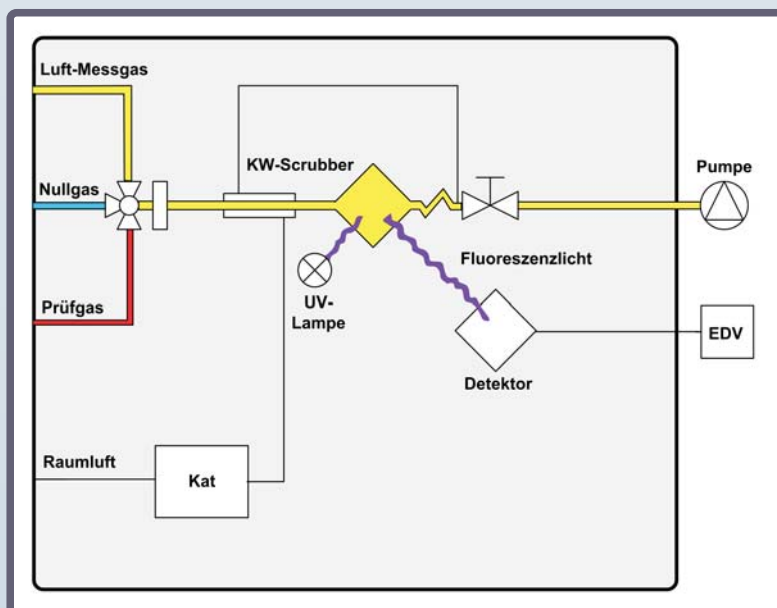 Luft-Messgas
KW-Scrubber
Pumpe
Nullgas
Fluoreszenzlicht
Prüfgas
UV-
Lampe
EDV
Detektor
Raumluft
Kat